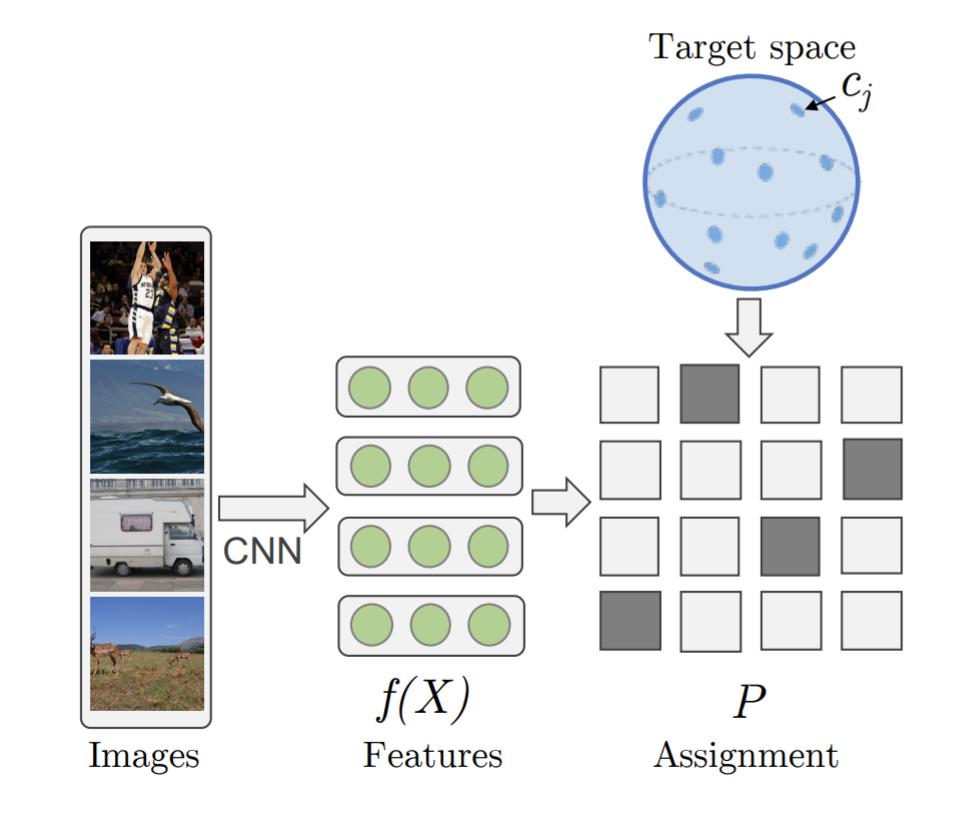 Target space
c_j
CNN
f(X)
P
Images
Features
Assignment